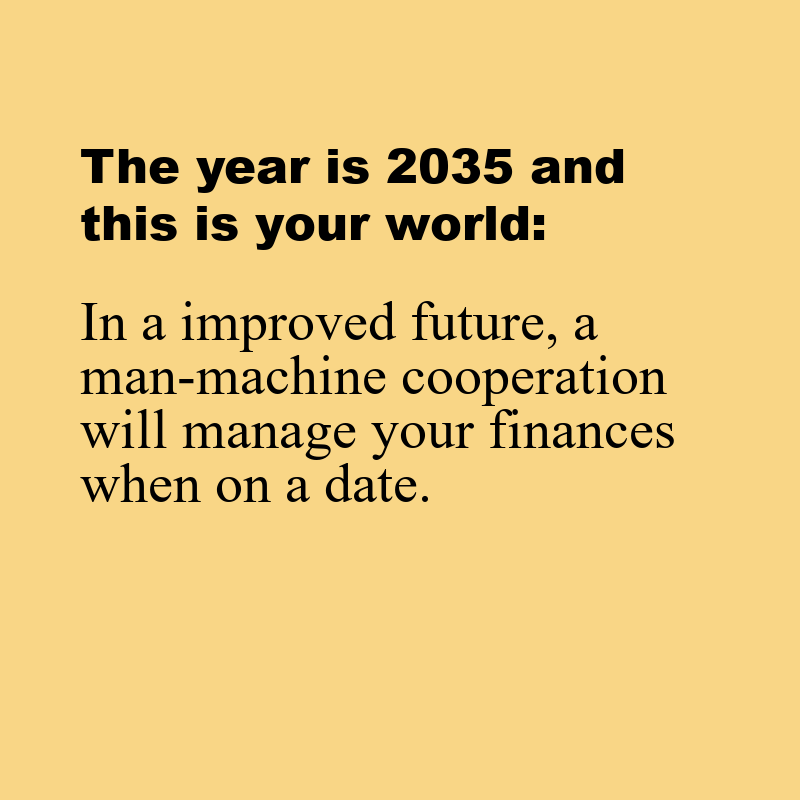 The year is 2035 and
this is your world:
In a improved future, a
man-machine cooperation
will manage your finances
when on a date.